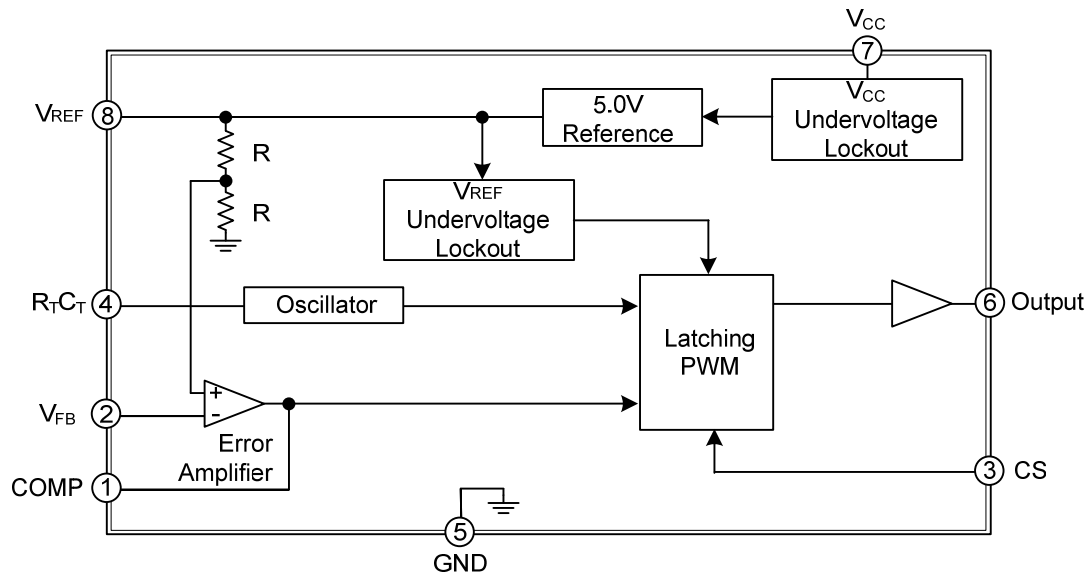 VCC
7
VREF
8
5.0V
Reference
VCC
Undervoltage
Lockout
R
R
VREF
Undervoltage
Lockout
RTCT
4
Oscillator
Latching
PWM
6
Output
+
-
VFB
2
Error
Amplifier
COMP
1
3
CS
5
GND